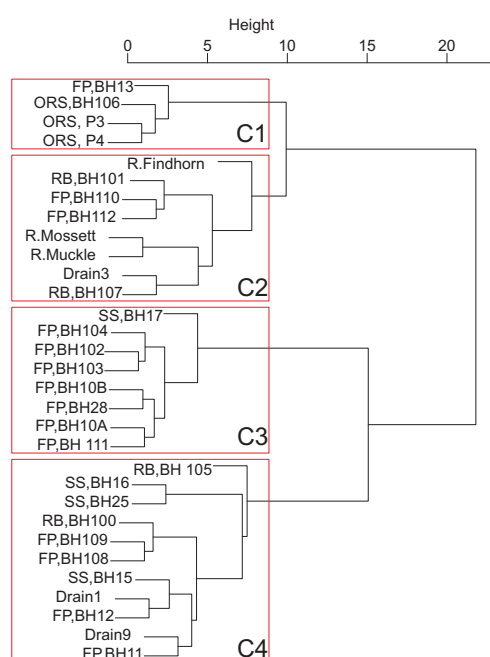 Height
0 5 10 15 20
FP,BH13
ORS,BH106
ORS, P3
ORS, P4
C1
R.Findhorn
RB,BH101
FP,BH110
FP,BH112
R.Mossett
R.Muckle
Drain3
RB,BH107
C2
SS,BH17
FP,BH104
FP,BH102
FP,BH103
FP,BH10B
FP,BH28
FP,BH10A
FP,BH 111
C3
RB,BH 105
SS,BH16
SS,BH25
RB,BH100
FP,BH109
FP,BH108
SS,BH15
Drain1
FP,BH12
Drain9
FP,BH11
C4